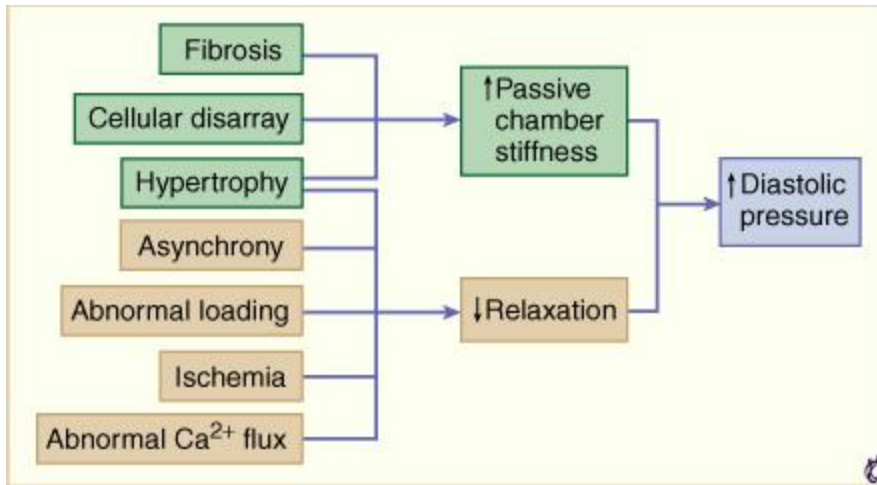 Fibrosis
Cellular disarray
Hypertrophy
Asynchrony
Abnormal loading
Ischemia
Abnormal Ca²⁺ flux
↑Passive
chamber
stiffness
↓Relaxation
↑Diastolic
pressure